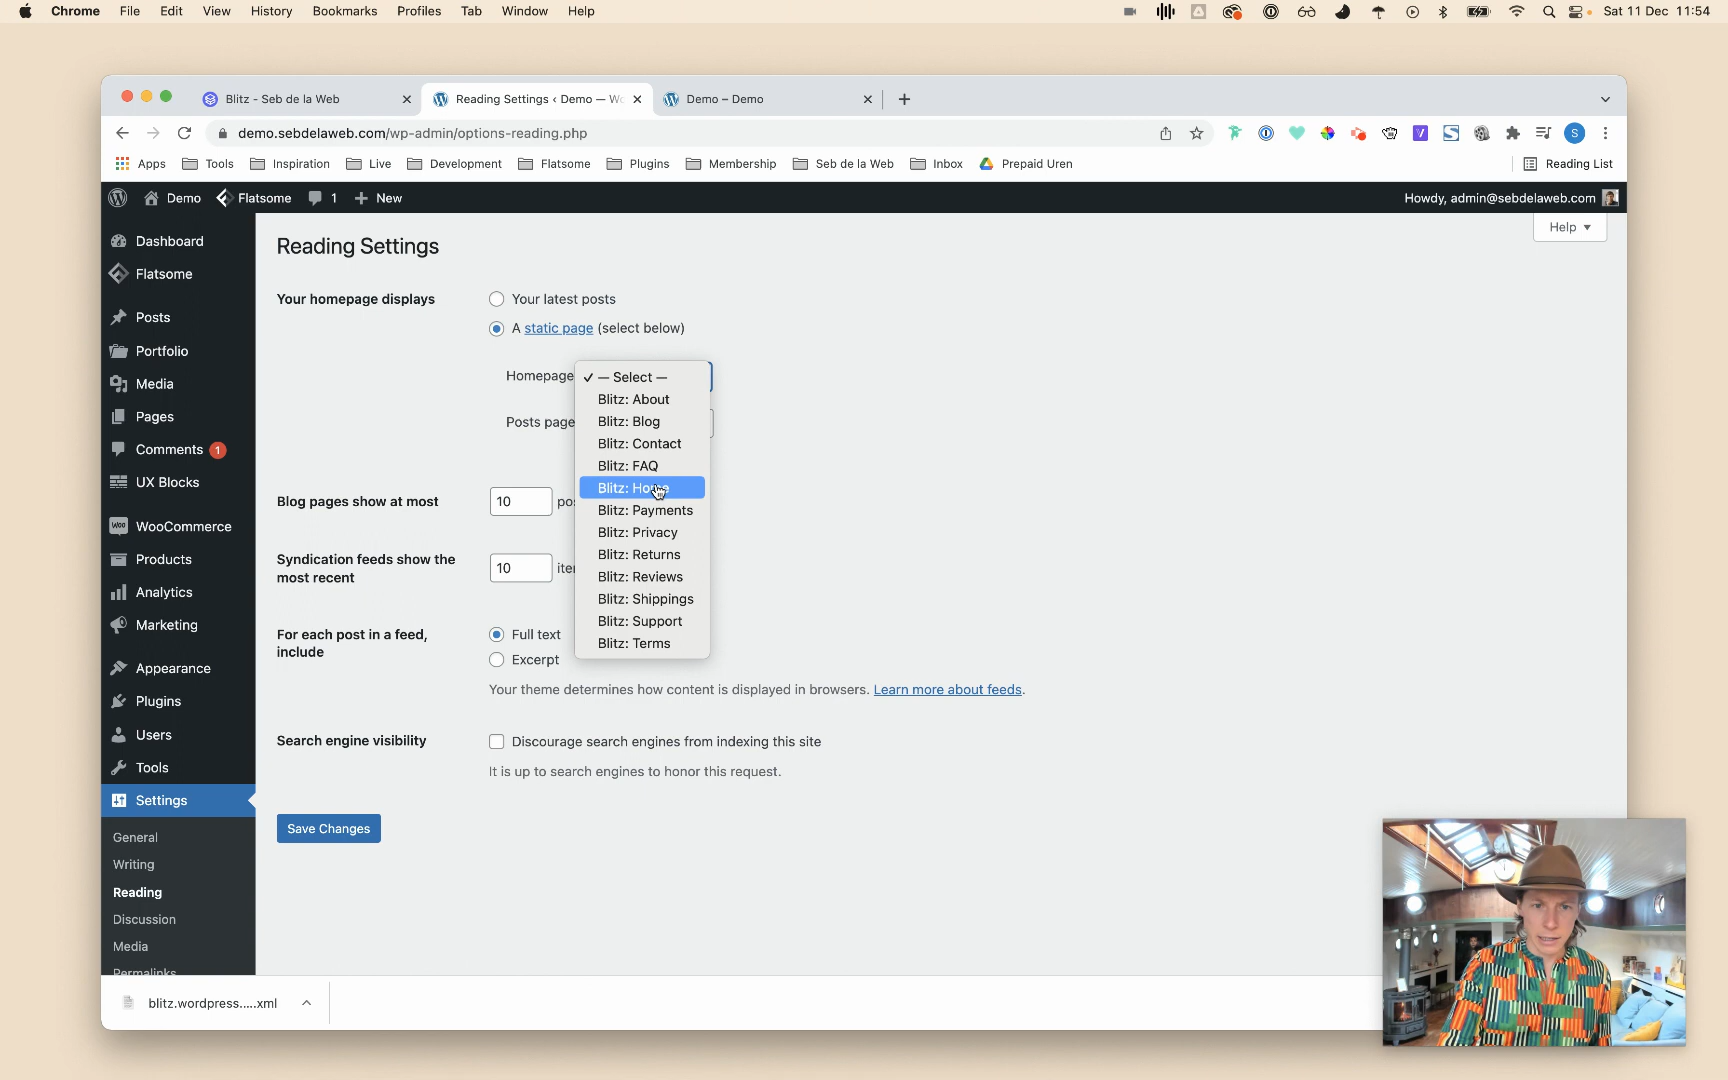 Chrome File Edit View History Bookmarks Profiles Tab Window Help Sat 11 Dec 11:54
Blitz - Seb de la Web Reading Settings ‹ Demo — Wo Demo – Demo
demo.sebdelaweb.com/wp-admin/options-reading.php S
Apps Tools Inspiration Live Development Flatsome Plugins Membership Seb de la Web Inbox Prepaid Uren Reading List
Demo Flatsome 1 + New Howdy, admin@sebdelaweb.com
Help
Dashboard
Flatsome
Posts
Portfolio
Media
Pages
Comments 1
UX Blocks
WooCommerce
Products
Analytics
Marketing
Appearance
Plugins
Users
Tools
Settings
General
Writing
Reading
Discussion
Media
Permalinks
Reading Settings
Your homepage displays
Your latest posts
A static page (select below)
Homepage
Posts page
✓ — Select —
Blitz: About
Blitz: Blog
Blitz: Contact
Blitz: FAQ
Blitz: Home
Blitz: Payments
Blitz: Privacy
Blitz: Returns
Blitz: Reviews
Blitz: Shippings
Blitz: Support
Blitz: Terms
Blog pages show at most 10
Syndication feeds show the
most recent
10
For each post in a feed,
include
Full text
Excerpt
Your theme determines how content is displayed in browsers. Learn more about feeds.
Search engine visibility
Discourage search engines from indexing this site
It is up to search engines to honor this request.
Save Changes
blitz.wordpress.....xml